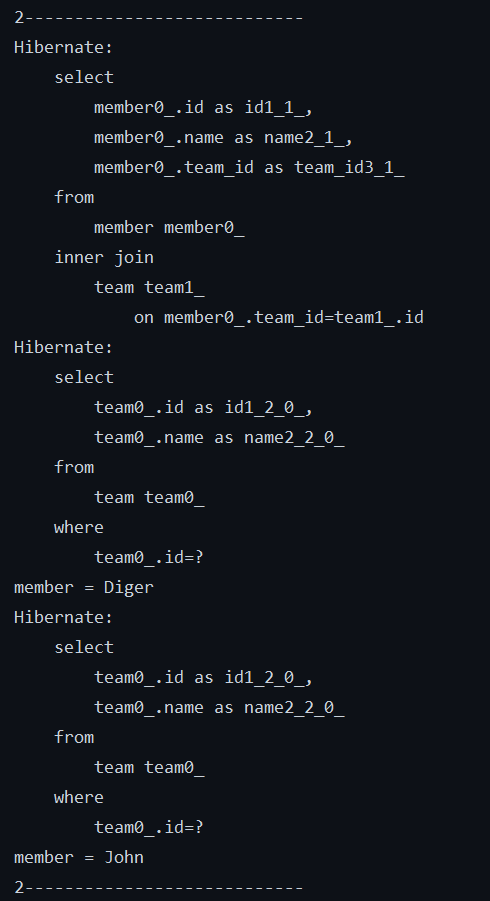 2----------------------------
Hibernate:
    select
        member0_.id as id1_1_,
        member0_.name as name2_1_,
        member0_.team_id as team_id3_1_
    from
        member member0_
    inner join
        team team1_
            on member0_.team_id=team1_.id
Hibernate:
    select
        team0_.id as id1_2_0_,
        team0_.name as name2_2_0_
    from
        team team0_
    where
        team0_.id=?
member = Diger
Hibernate:
    select
        team0_.id as id1_2_0_,
        team0_.name as name2_2_0_
    from
        team team0_
    where
        team0_.id=?
member = John
2----------------------------